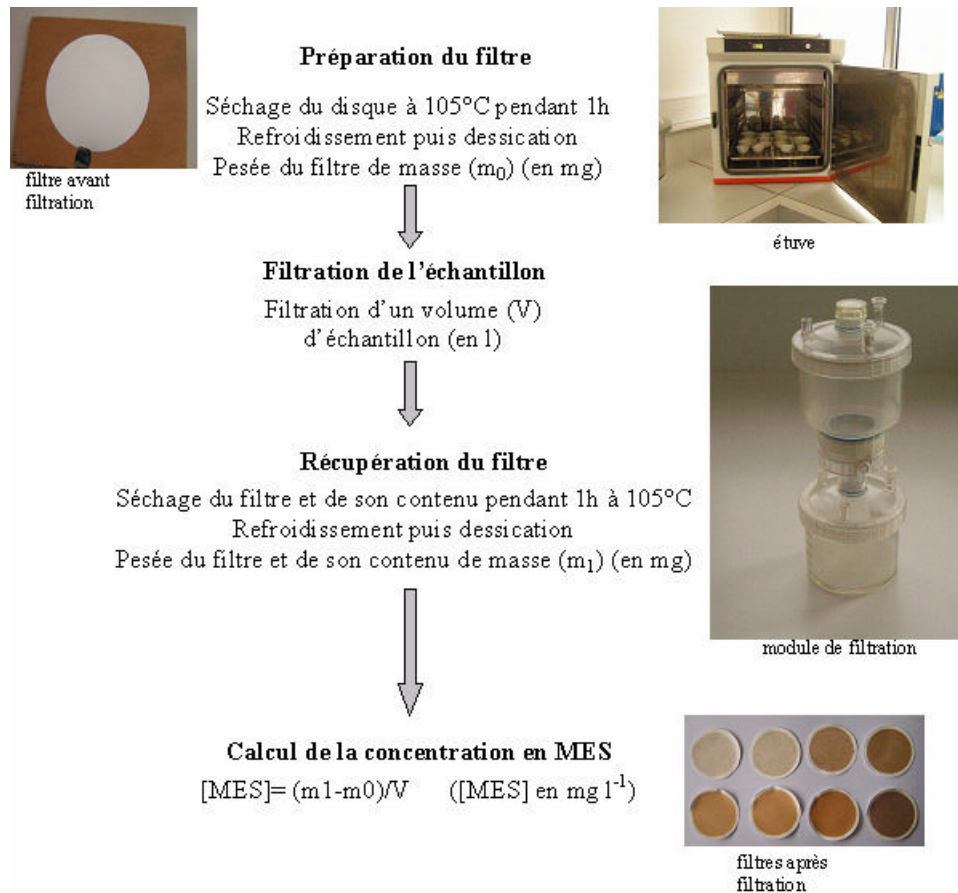 Préparation du filtre
Séchage du disque à 105°C pendant 1h
Refroidissement puis dessication
Pesée du filtre de masse (m0) (en mg)
filtre avant
filtration
étuve
Filtration de l'échantillon
Filtration d'un volume (V)
d'échantillon (en l)
Récupération du filtre
Séchage du filtre et de son contenu pendant 1h à 105°C
Refroidissement puis dessication
Pesée du filtre et de son contenu de masse (m1) (en mg)
module de filtration
Calcul de la concentration en MES
[MES]= (m1-m0)/V ([MES] en mg l⁻¹)
filtres après
filtration